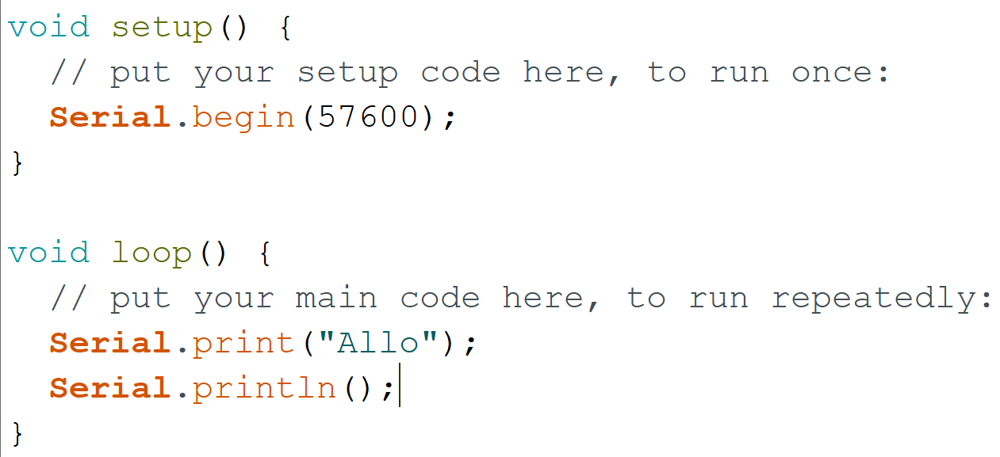 void setup() {
  // put your setup code here, to run once:
  Serial.begin(57600);
}

void loop() {
  // put your main code here, to run repeatedly:
  Serial.print("Allo");
  Serial.println();
}